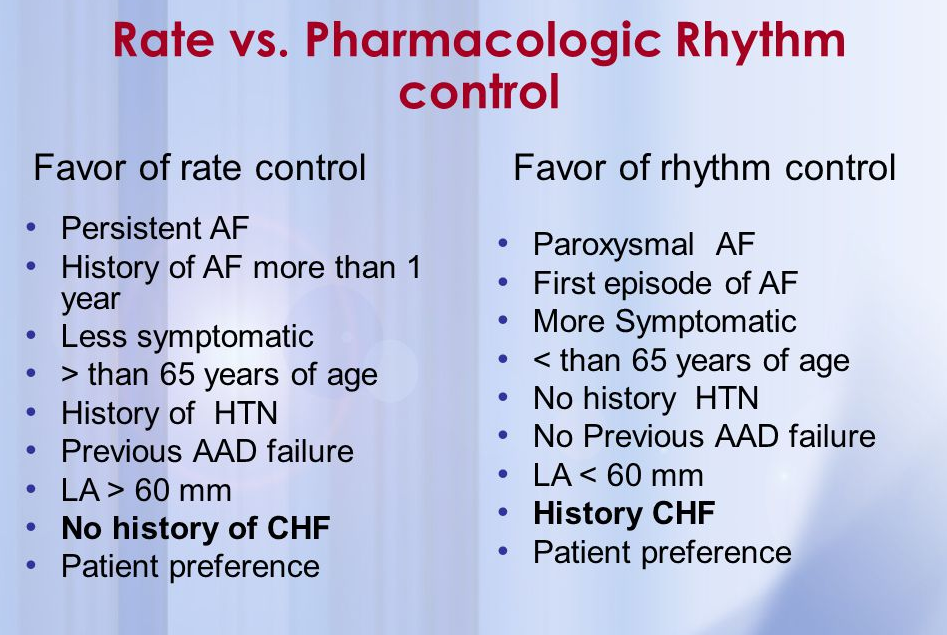 Rate vs. Pharmacologic Rhythm
control
Favor of rate control
• Persistent AF
• History of AF more than 1
year
• Less symptomatic
• > than 65 years of age
• History of HTN
• Previous AAD failure
• LA > 60 mm
• No history of CHF
• Patient preference
Favor of rhythm control
• Paroxysmal AF
• First episode of AF
• More Symptomatic
• < than 65 years of age
• No history HTN
• No Previous AAD failure
• LA < 60 mm
• History CHF
• Patient preference